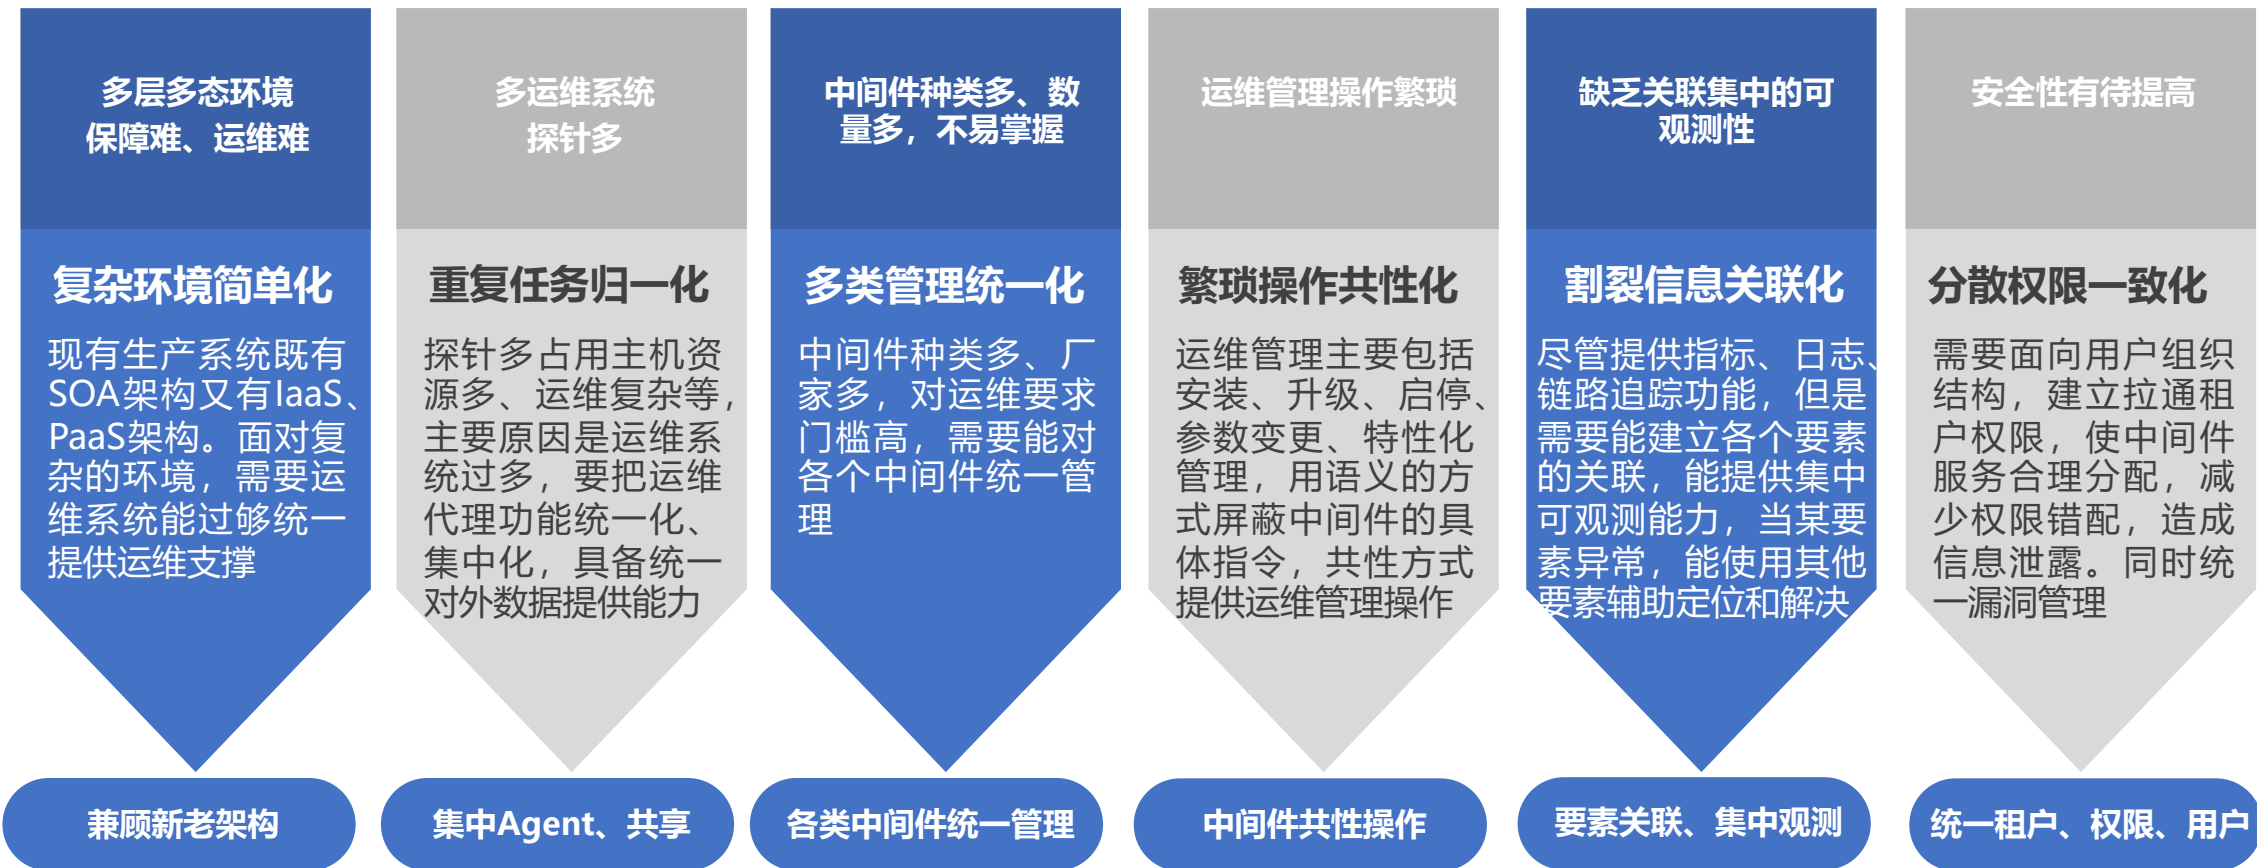 多层多态环境
保障难、运维难
复杂环境简单化
现有生产系统既有
SOA架构又有IaaS、
PaaS架构。面对复
杂的环境，需要运
维系统能过够统一
提供运维支撑
兼顾新老架构
多运维系统
探针多
重复任务归一化
探针多占用主机资
源多、运维复杂等，
主要原因是运维系
统过多，要把运维
代理功能统一化、
集中化，具备统一
对外数据提供能力
集中Agent、共享
中间件种类多、数
量多，不易掌握
多类管理统一化
中间件种类多、厂
家多，对运维要求
门槛高，需要能对
各个中间件统一管
理
各类中间件统一管理
运维管理操作繁琐
繁琐操作共性化
运维管理主要包括
安装、升级、启停、
参数变更、特性化
管理，用语义的方
式屏蔽中间件的具
体指令，共性方式
提供运维管理操作
中间件共性操作
缺乏关联集中的可
观测性
割裂信息关联化
尽管提供指标、日志、
链路追踪功能，但是
需要能建立各个要素
的关联，能提供集中
可观测能力，当某要
素异常，能使用其他
要素辅助定位和解决
要素关联、集中观测
安全性有待提高
分散权限一致化
需要面向用户组织
结构，建立拉通租
户权限，使中间件
服务合理分配，减
少权限错配，造成
信息泄露。同时统
一漏洞管理
统一租户、权限、用户